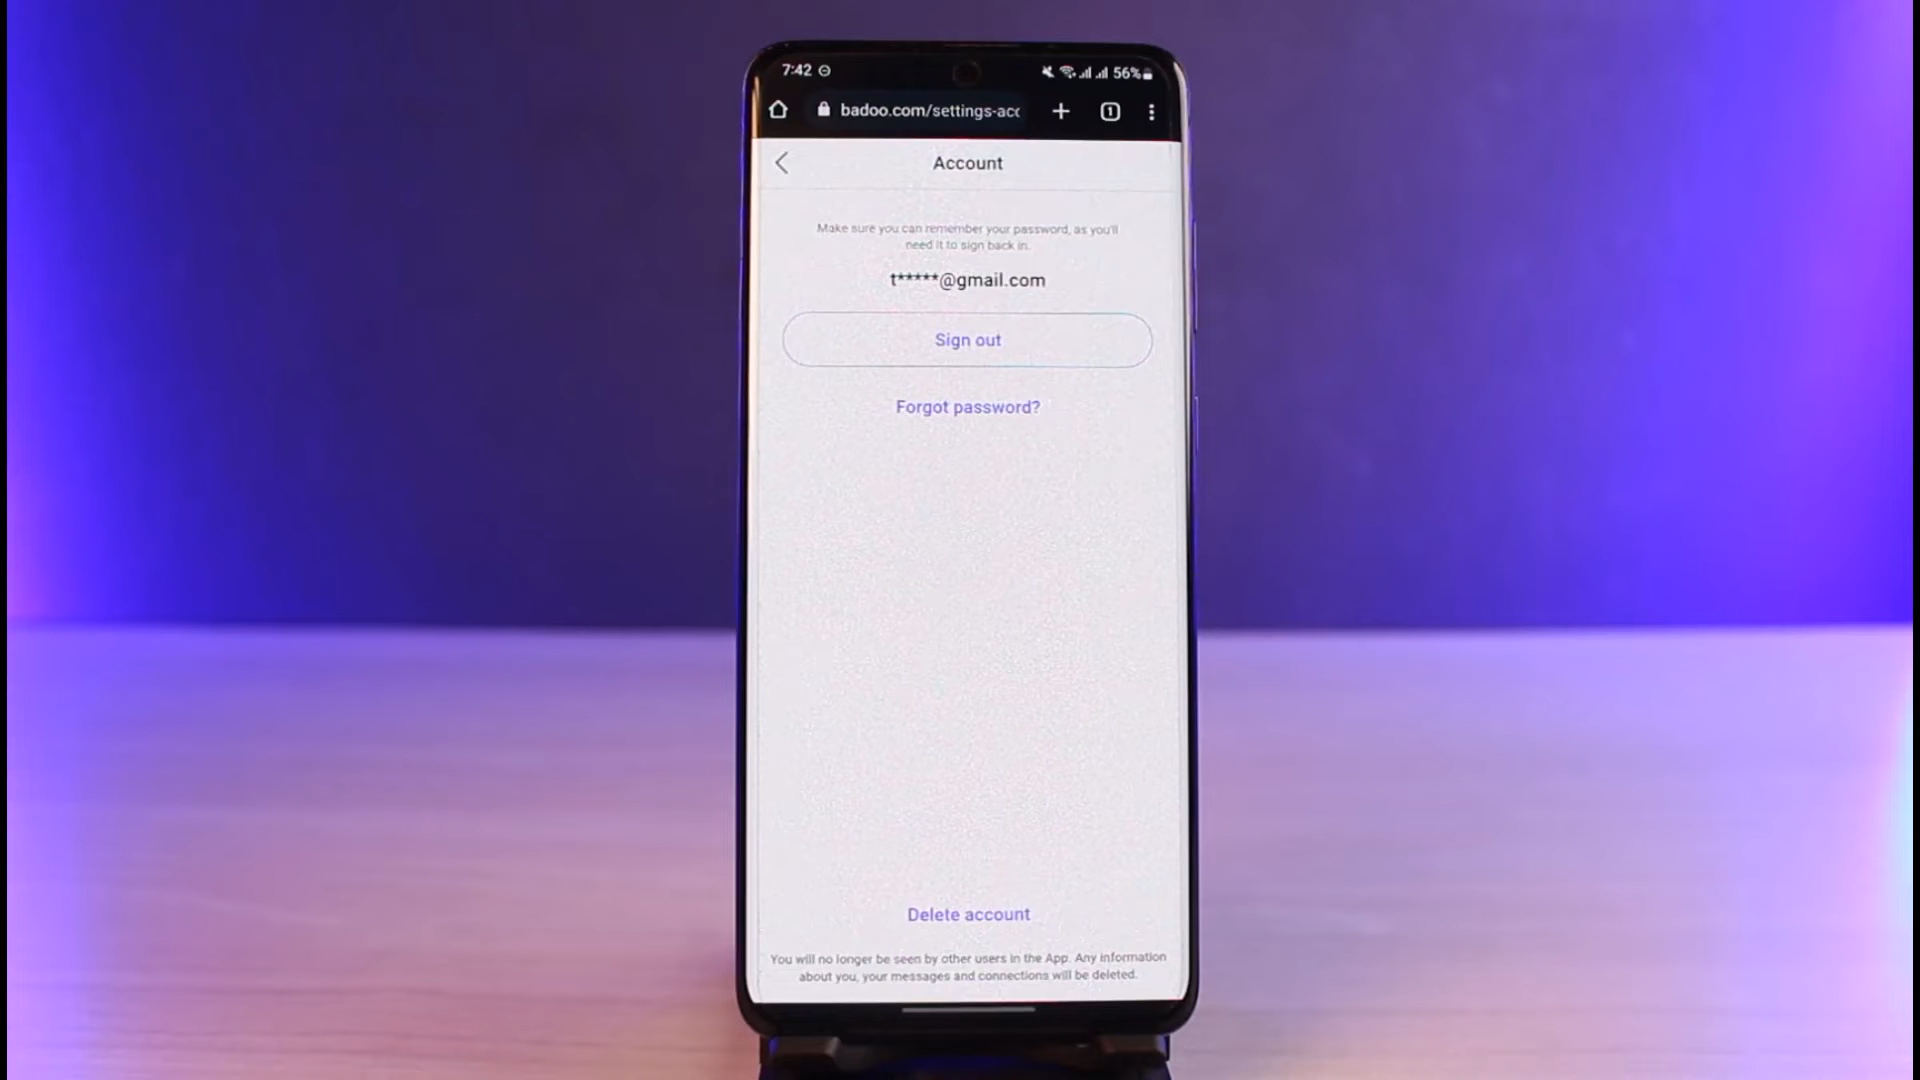 7:42
56%
badoo.com/settings-acc
1
Account
Make sure you can remember your password, as you'll
need it to sign back in.
t******@gmail.com
Sign out
Forgot password?
Delete account
You will no longer be seen by other users in the App. Any information
about you, your messages and connections will be deleted.